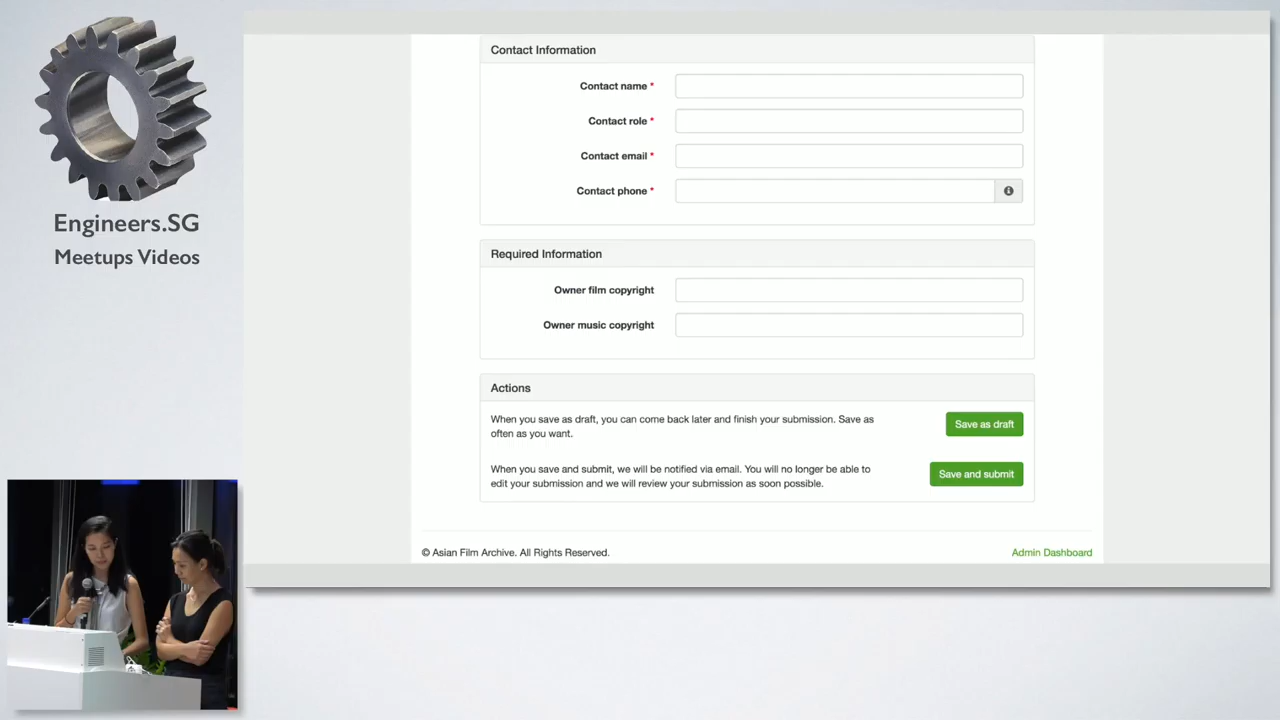 Engineers.SG
Meetups Videos
Contact Information
Contact name *
Contact role *
Contact email *
Contact phone *
Required Information
Owner film copyright
Owner music copyright
Actions
When you save as draft, you can come back later and finish your submission. Save as
often as you want.
Save as draft
When you save and submit, we will be notified via email. You will no longer be able to
edit your submission and we will review your submission as soon possible.
Save and submit
© Asian Film Archive. All Rights Reserved.
Admin Dashboard